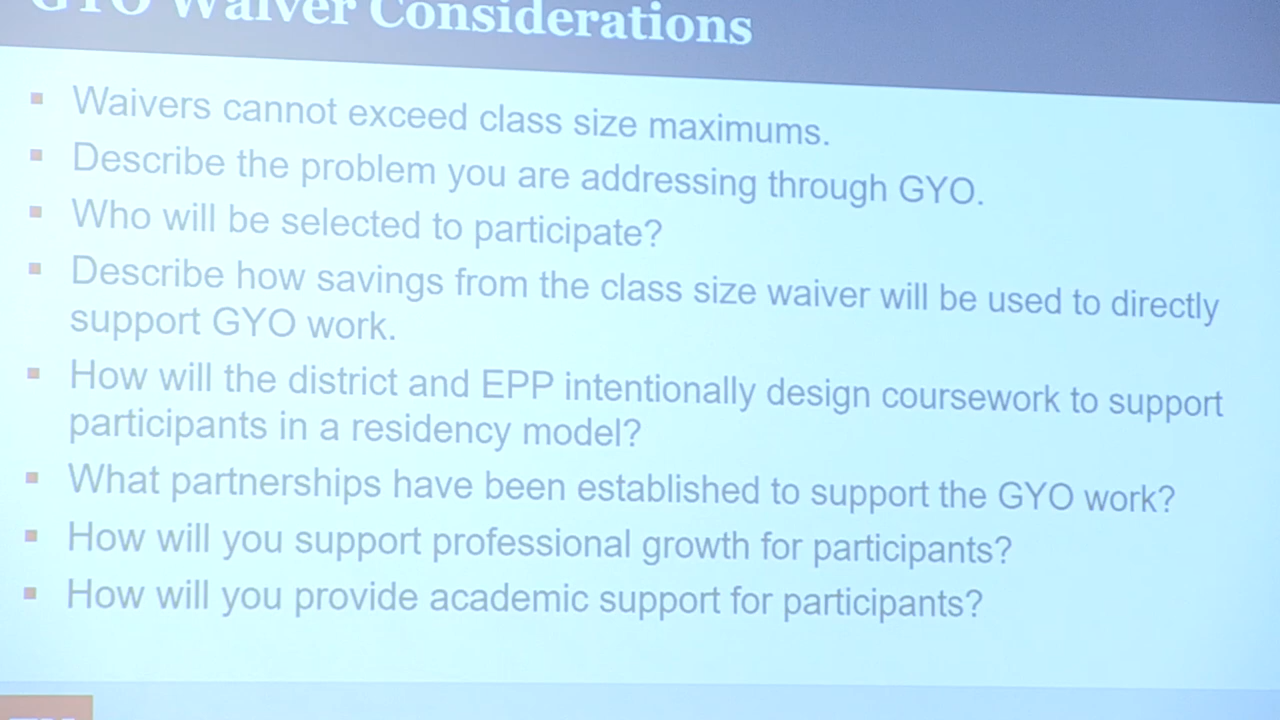 GYO Waiver Considerations
Waivers cannot exceed class size maximums.
Describe the problem you are addressing through GYO.
Who will be selected to participate?
Describe how savings from the class size waiver will be used to directly
support GYO work.
How will the district and EPP intentionally design coursework to support
participants in a residency model?
What partnerships have been established to support the GYO work?
How will you support professional growth for participants?
How will you provide academic support for participants?